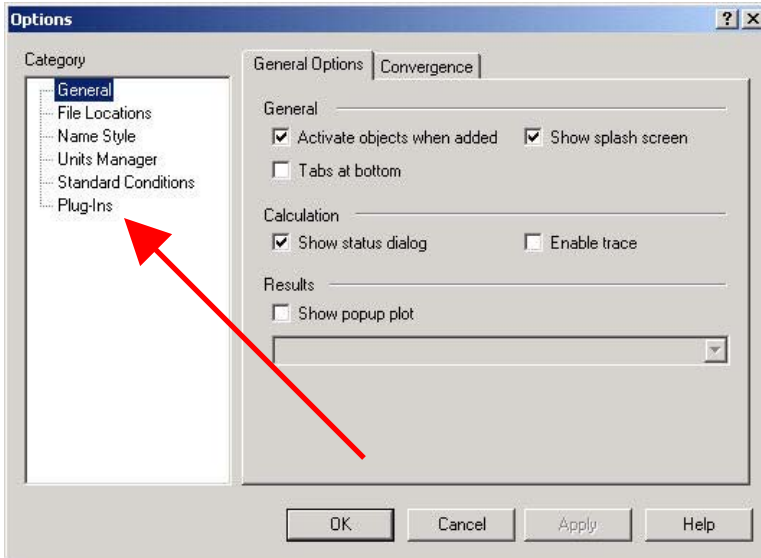 Options
Category
General
File Locations
Name Style
Units Manager
Standard Conditions
Plug-Ins
General Options
Convergence
General
Activate objects when added
Show splash screen
Tabs at bottom
Calculation
Show status dialog
Enable trace
Results
Show popup plot
OK
Cancel
Apply
Help